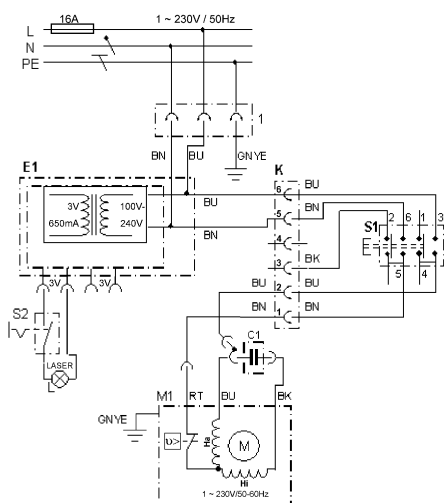 16A
1 ~ 230V / 50Hz
L
N
PE
1
BN
BU
GNYE
E1
K
3V
650mA
100V-
240V
BU
BN
6
5
4
3
2
1
BU
BN
BK
BU
BN
BU
BN
S1
2
6
1
3
5
4
3V
3V
S2
LASER
C1
M1
RT
BU
BK
GNYE
υ>
Ha
M
Hi
1 ~ 230V/50-60Hz